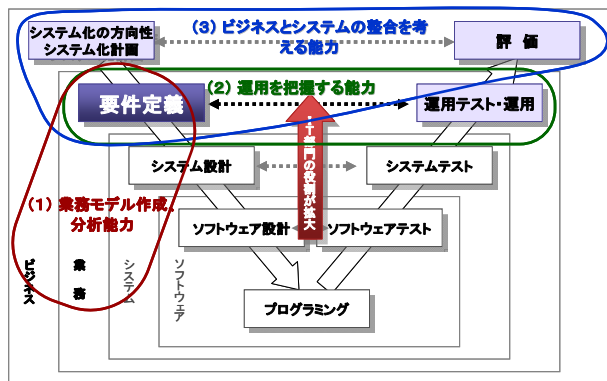 システム化の方向性
システム化計画
(3) ビジネスとシステムの整合を考
える能力
評 価
(2) 運用を把握する能力
要件定義
運用テスト・運用
IT部門の役割が拡大
システム設計
システムテスト
(1) 業務モデル作成、
分析能力
ソフトウェア設計
ソフトウェアテスト
ビジネス
業務
システム
ソフトウェア
プログラミング